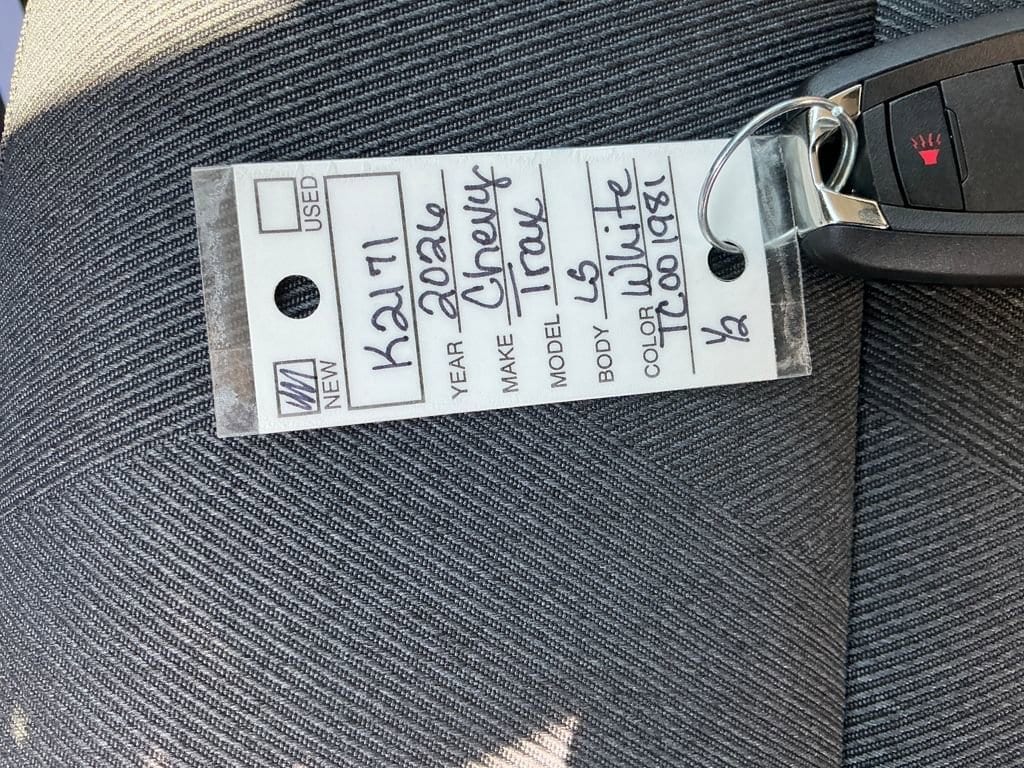 NEW USED
K2171
YEAR 2026
MAKE Chevy
MODEL Trax
BODY LS
COLOR White
TC001981
1/2